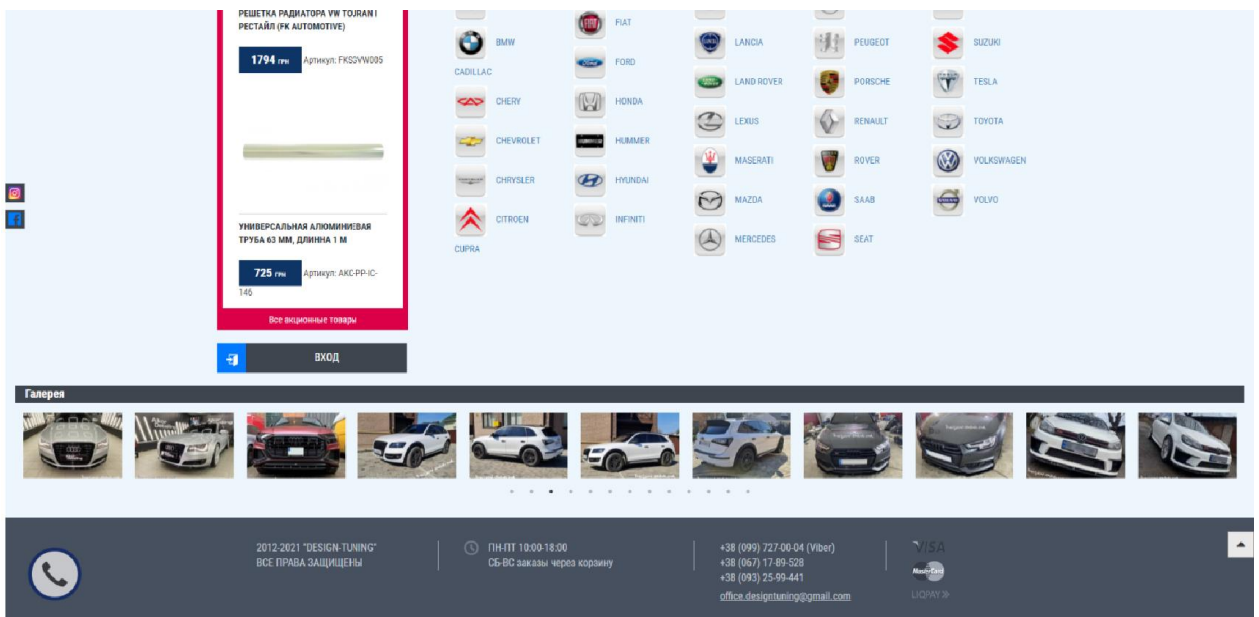 РЕШЕТКА РАДИАТОРА VW TOURAN I
РЕСТАЙЛ (FK AUTOMOTIVE)
1794 грн Артикул: FKSGVW005
УНИВЕРСАЛЬНАЯ АЛЮМИНИЕВАЯ
ТРУБА 63 ММ, ДЛИННА 1 М
725 грн Артикул: AKC-PP-IC-
146
Все акционные товары
ВХОД
BMW
CADILLAC
CHERY
CHEVROLET
CHRYSLER
CITROEN
CUPRA
FIAT
FORD
HONDA
HUMMER
HYUNDAI
INFINITI
LANCIA
LAND ROVER
LEXUS
MASERATI
MAZDA
MERCEDES
PEUGEOT
PORSCHE
RENAULT
ROVER
SAAB
SEAT
SUZUKI
TESLA
TOYOTA
VOLKSWAGEN
VOLVO
Галерея
2012-2021 "DESIGN-TUNING"
ВСЕ ПРАВА ЗАЩИЩЕНЫ
ПН-ПТ 10:00-18:00
СБ-ВС заказы через корзину
+38 (099) 727-00-04 (Viber)
+38 (067) 17-89-528
+38 (093) 25-99-441
office.designtuning@gmail.com
VISA
MasterCard
LIQPAY